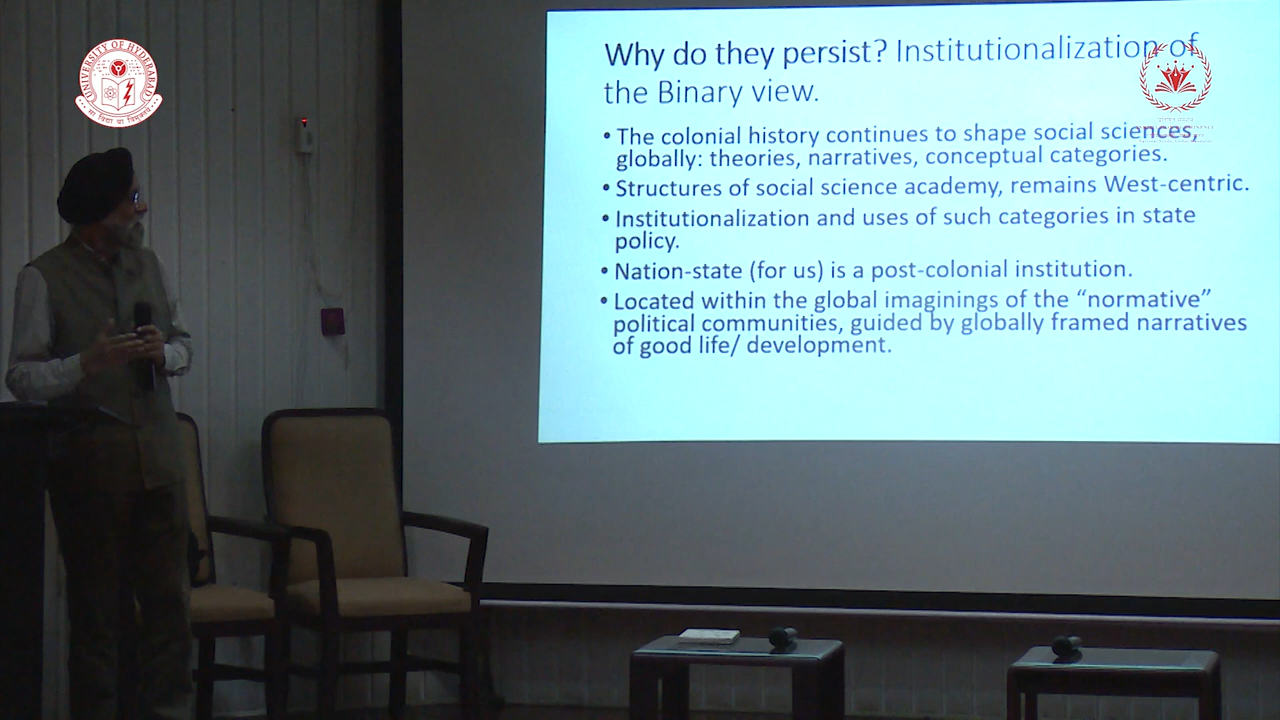 UNIVERSITY OF HYDERABAD
सा विद्या या विमुक्तये
Why do they persist? Institutionalization of
the Binary view.
• The colonial history continues to shape social sciences,
globally: theories, narratives, conceptual categories.
• Structures of social science academy, remains West-centric.
• Institutionalization and uses of such categories in state
policy.
• Nation-state (for us) is a post-colonial institution.
• Located within the global imaginings of the “normative”
political communities, guided by globally framed narratives
of good life/ development.